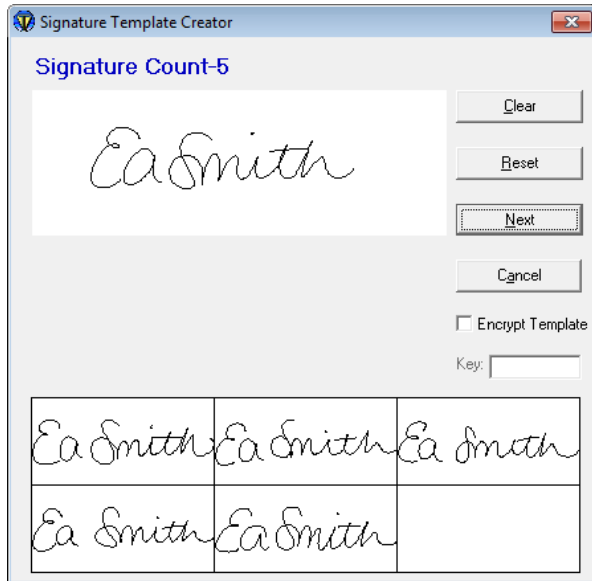 Signature Template Creator
Signature Count-5
Ea Smith
Clear
Reset
Next
Cancel
Encrypt Template
Key:
Ea Smith Ea Smith Ea Smith
Ea Smith Ea Smith